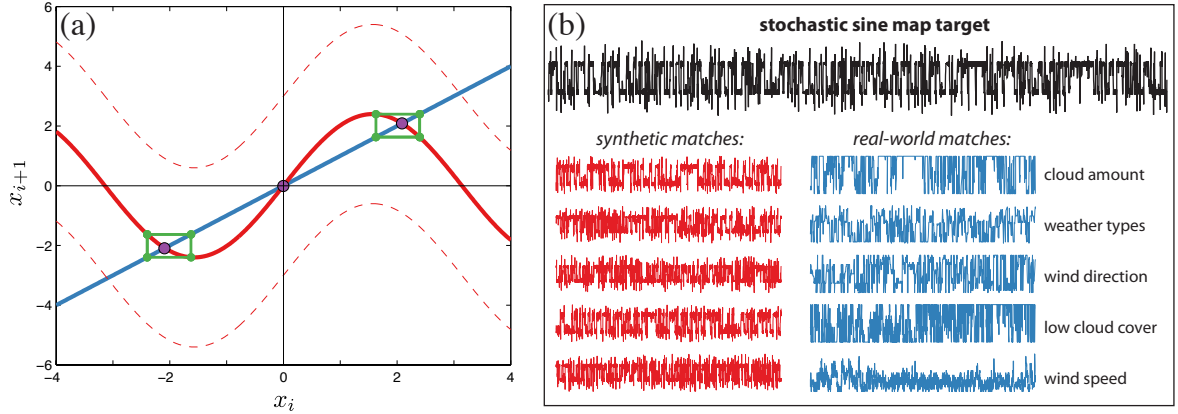 (a)
6
4
2
0
−2
−4
−6
−4
−2
0
2
4
x_i
x_{i+1}
(b)
stochastic sine map target
synthetic matches:
real-world matches:
cloud amount
weather types
wind direction
low cloud cover
wind speed